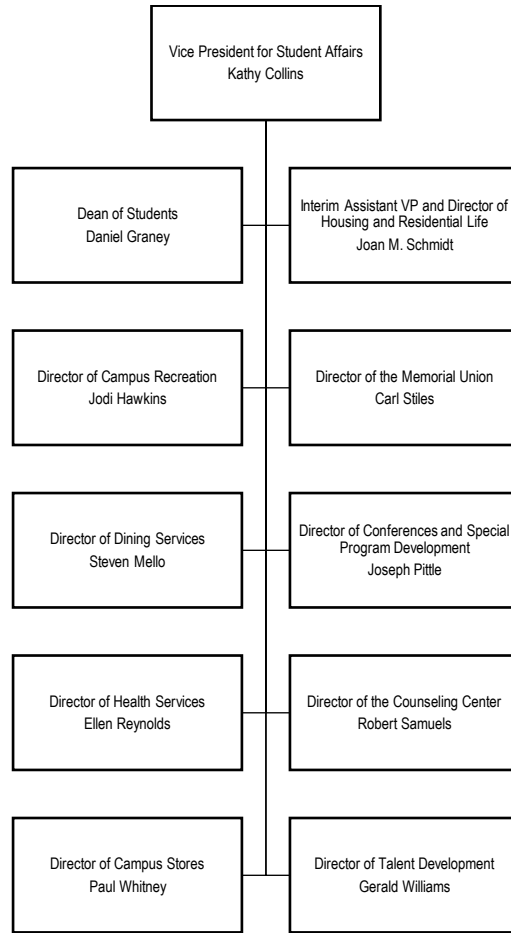 Vice President for Student Affairs
Kathy Collins
Dean of Students
Daniel Graney
Interim Assistant VP and Director of
Housing and Residential Life
Joan M. Schmidt
Director of Campus Recreation
Jodi Hawkins
Director of the Memorial Union
Carl Stiles
Director of Dining Services
Steven Mello
Director of Conferences and Special
Program Development
Joseph Pittle
Director of Health Services
Ellen Reynolds
Director of the Counseling Center
Robert Samuels
Director of Campus Stores
Paul Whitney
Director of Talent Development
Gerald Williams